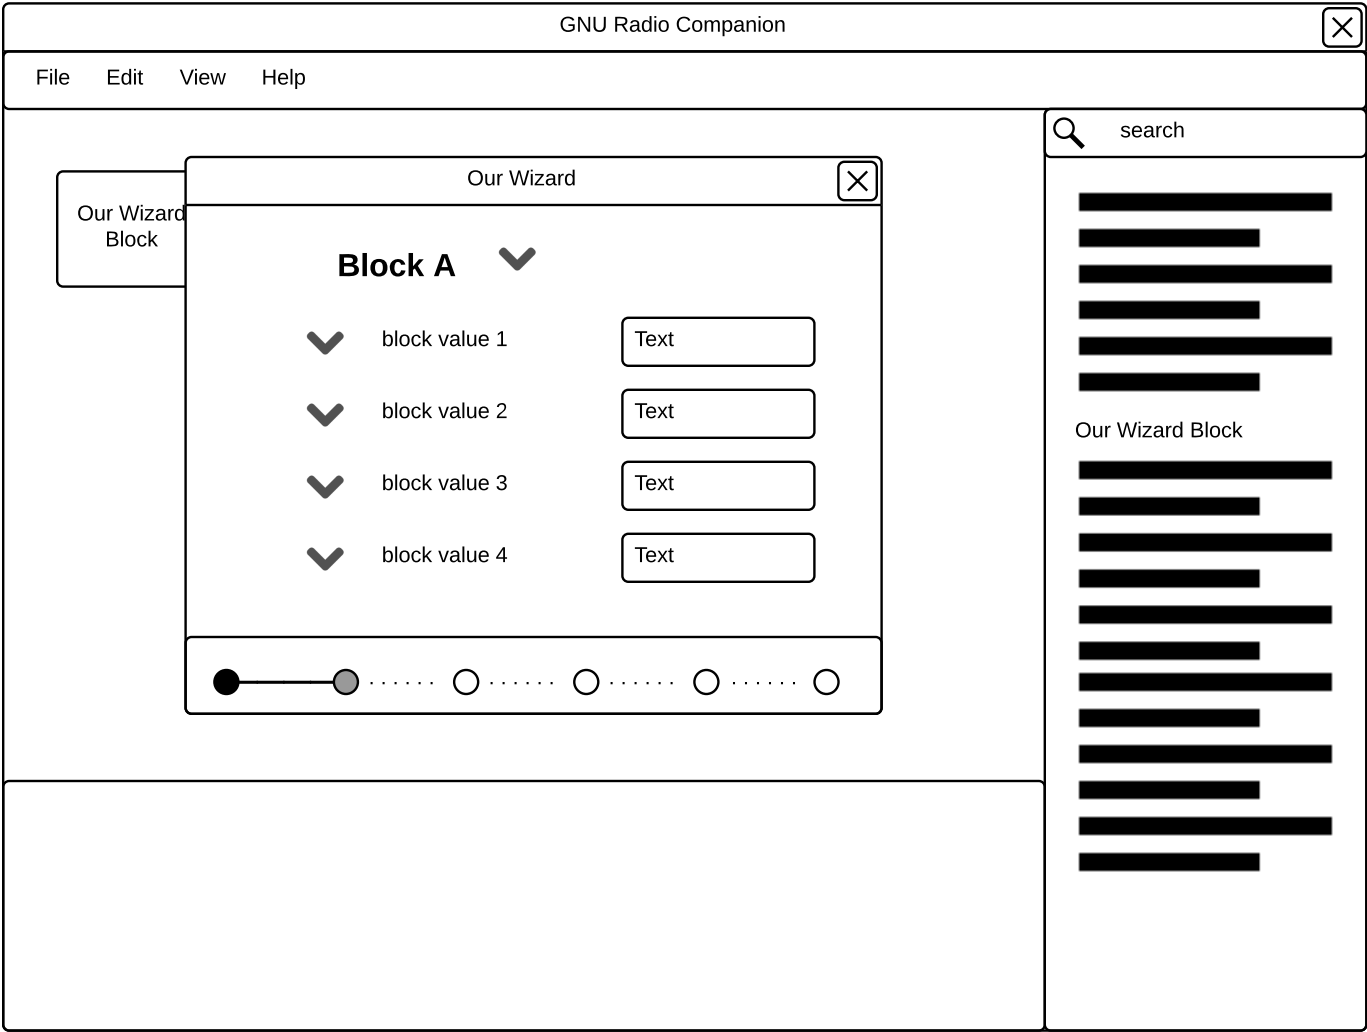 GNU Radio Companion
File Edit View Help
search
Our Wizard
Our Wizard
Block
Block A
block value 1 Text
block value 2 Text
block value 3 Text
block value 4 Text
Our Wizard Block